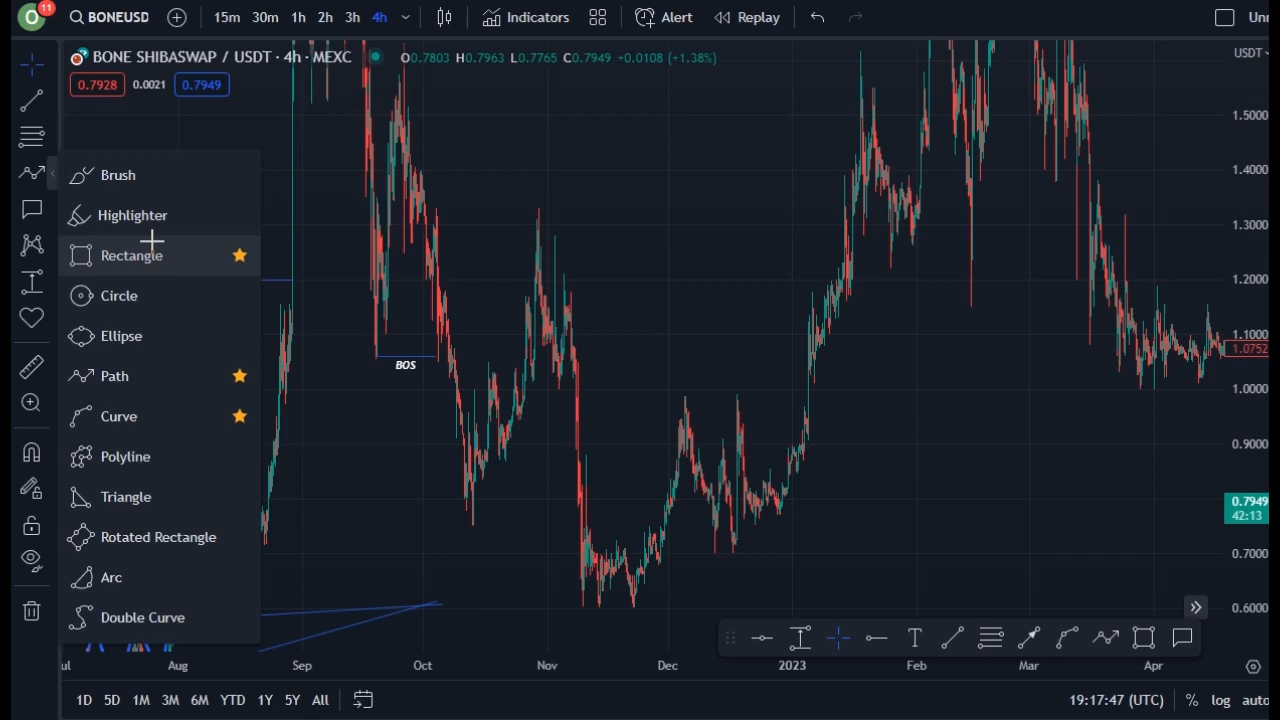 O 11 BONEUSD 15m 30m 1h 2h 3h 4h Indicators Alert Replay
BONE SHIBASWAP / USDT · 4h · MEXC O0.7803 H0.7963 L0.7765 C0.7949 +0.0108 (+1.38%) USDT
0.7928 0.0021 0.7949
1.5000
1.4000
1.3000
1.2000
1.1000
1.0752
1.0000
0.9000
0.7949
42:13
0.7000
0.6000
Brush
Highlighter
Rectangle
Circle
Ellipse
Path
Curve
Polyline
Triangle
Rotated Rectangle
Arc
Double Curve
BOS
T
Aug Sep Oct Nov Dec 2023 Feb Mar Apr
1D 5D 1M 3M 6M YTD 1Y 5Y All 19:17:47 (UTC) % log auto